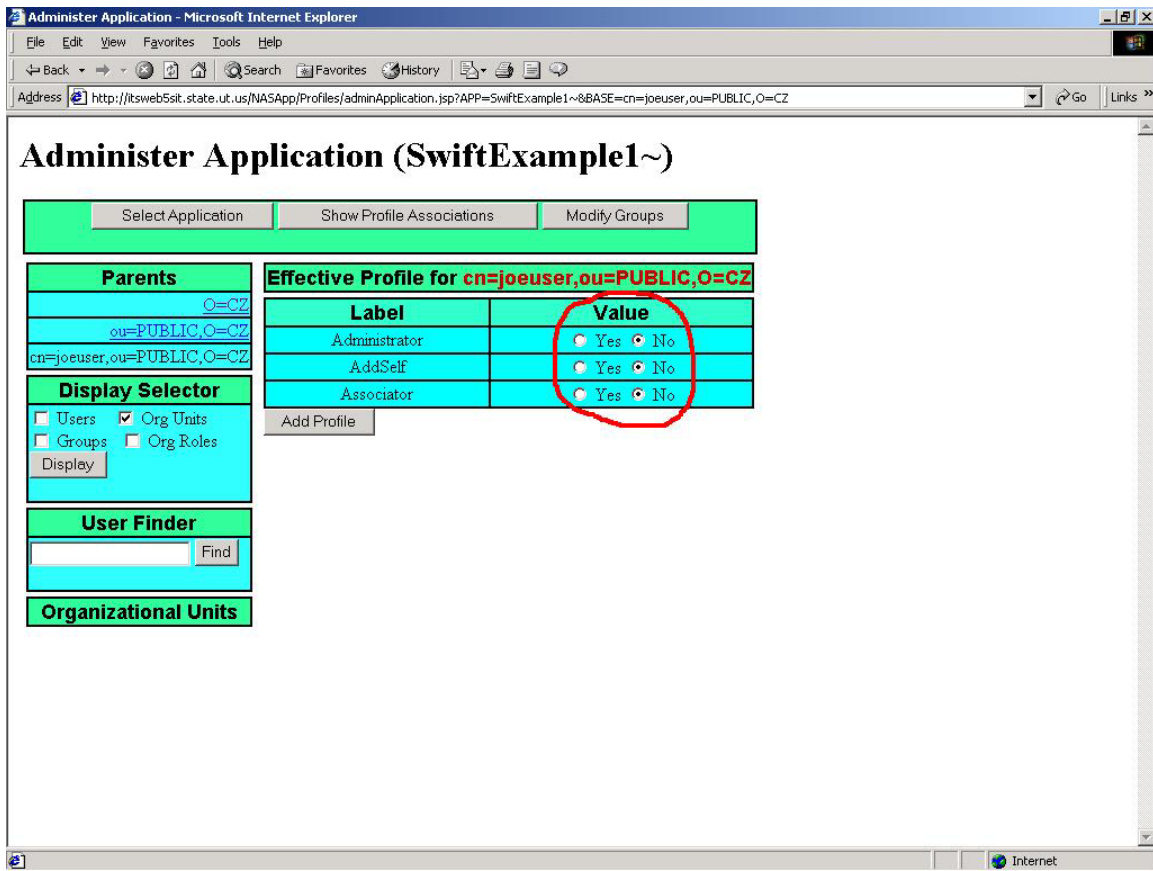 Administer Application - Microsoft Internet Explorer
File Edit View Favorites Tools Help
Back Search Favorites History
Address http://itsweb5sit.state.ut.us/NASApp/Profiles/adminApplication.jsp?APP=SwiftExample1~&BASE=cn=joeuser,ou=PUBLIC,O=CZ Go Links »
Administer Application (SwiftExample1~)
Select Application Show Profile Associations Modify Groups
Parents
O=CZ
ou=PUBLIC,O=CZ
cn=joeuser,ou=PUBLIC,O=CZ
Display Selector
Users Org Units
Groups Org Roles
Display
User Finder
Find
Organizational Units
Effective Profile for cn=joeuser,ou=PUBLIC,O=CZ
Label Value
Administrator Yes No
AddSelf Yes No
Associator Yes No
Add Profile
Internet